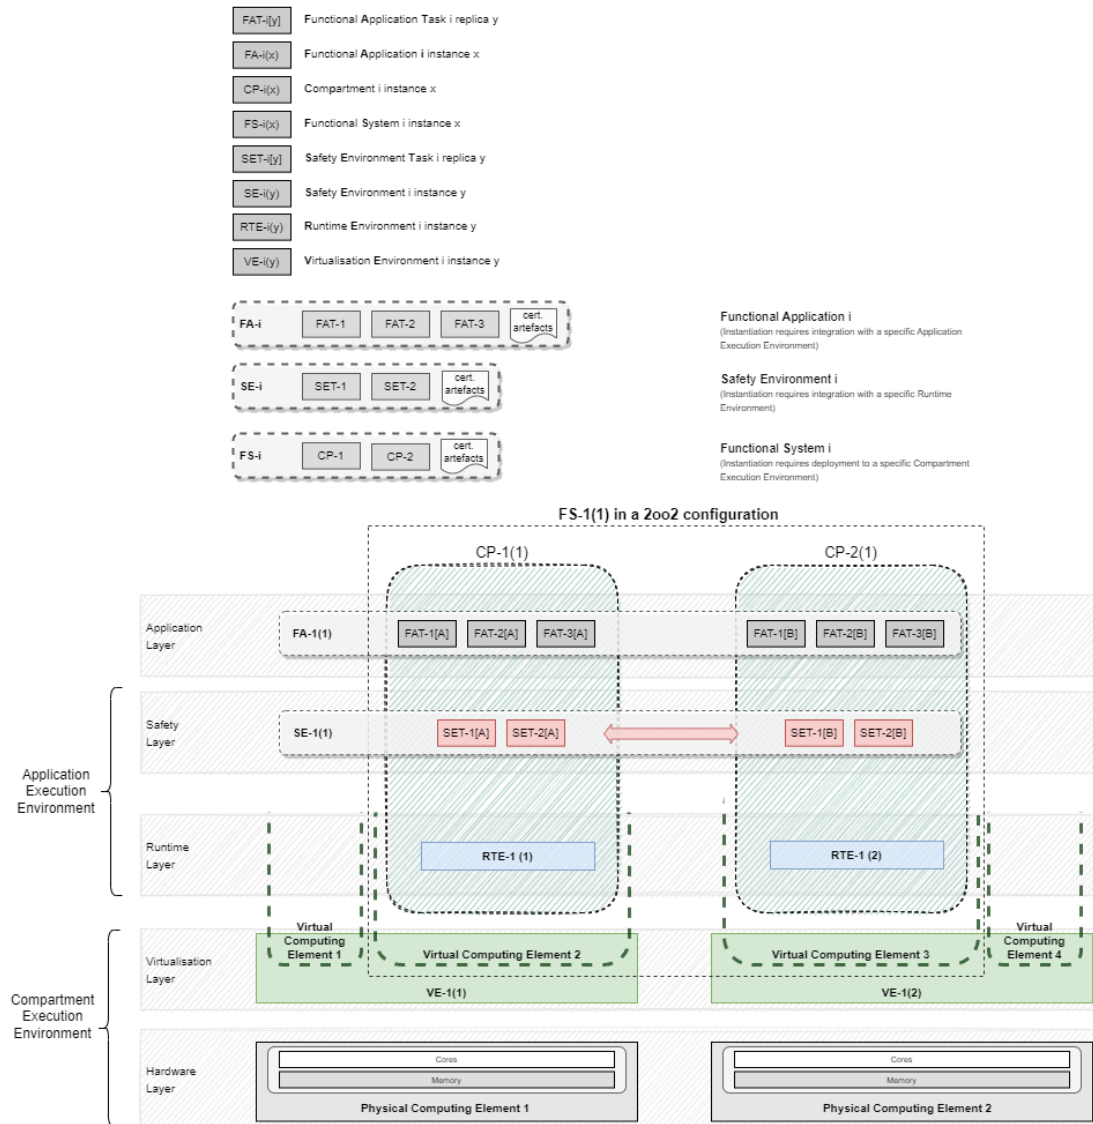 FAT-i[y] Functional Application Task i replica y
FA-i(x) Functional Application i instance x
CP-i(x) Compartment i instance x
FS-i(x) Functional System i instance x
SET-i[y] Safety Environment Task i replica y
SE-i(y) Safety Environment i instance y
RTE-i(y) Runtime Environment i instance y
VE-i(y) Virtualisation Environment i instance y
FA-i FAT-1 FAT-2 FAT-3 cert.
artefacts
Functional Application i
(Instantiation requires integration with a specific Application
Execution Environment)
SE-i SET-1 SET-2 cert.
artefacts
Safety Environment i
(Instantiation requires integration with a specific Runtime
Environment)
FS-i CP-1 CP-2 cert.
artefacts
Functional System i
(Instantiation requires deployment to a specific Compartment
Execution Environment)
FS-1(1) in a 2oo2 configuration
CP-1(1) CP-2(1)
Application
Layer
FA-1(1) FAT-1[A] FAT-2[A] FAT-3[A] FAT-1[B] FAT-2[B] FAT-3[B]
Safety
Layer
SE-1(1) SET-1[A] SET-2[A] SET-1[B] SET-2[B]
Application
Execution
Environment
Runtime
Layer
RTE-1 (1) RTE-1 (2)
Virtualisation
Layer
Virtual
Computing
Element 1
Virtual Computing Element 2
Virtual Computing Element 3
Virtual
Computing
Element 4
VE-1(1) VE-1(2)
Compartment
Execution
Environment
Hardware
Layer
Cores
Memory
Physical Computing Element 1
Cores
Memory
Physical Computing Element 2